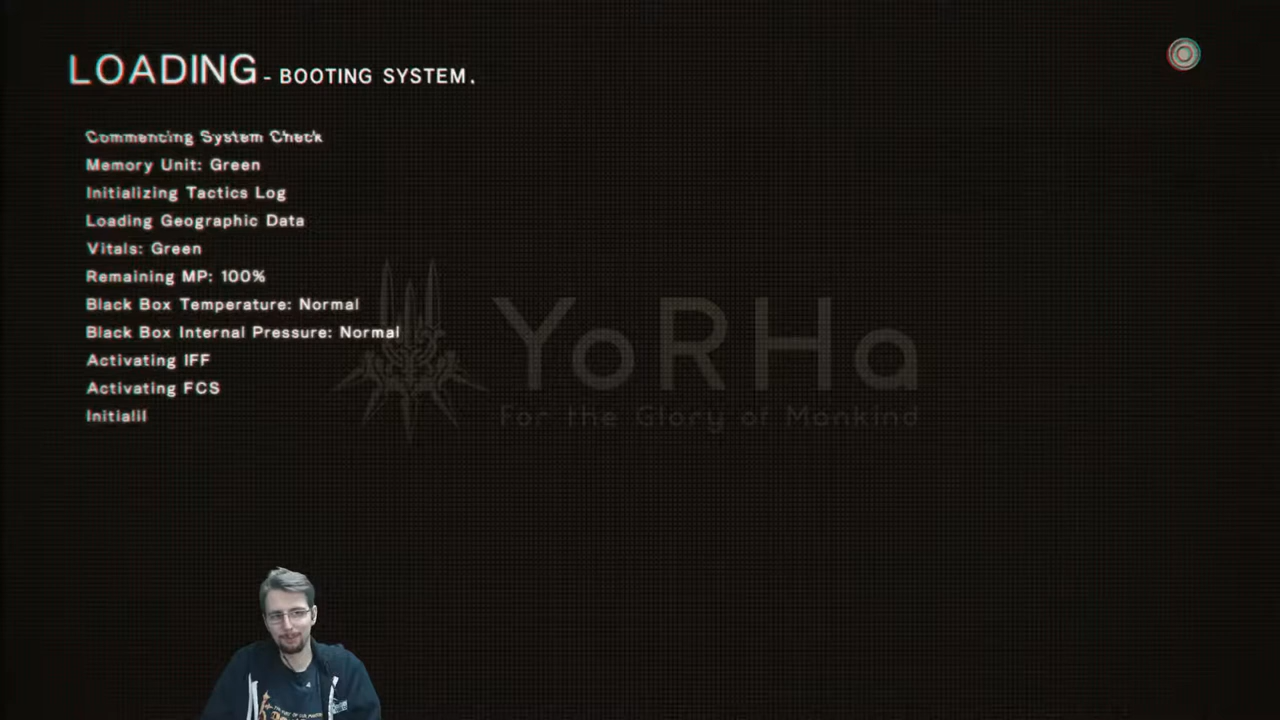 LOADING - BOOTING SYSTEM.
Commencing System Check
Memory Unit: Green
Initializing Tactics Log
Loading Geographic Data
Vitals: Green
Remaining MP: 100%
Black Box Temperature: Normal
Black Box Internal Pressure: Normal
Activating IFF
Activating FCS
Initialil
YoRHa
For the Glory of Mankind